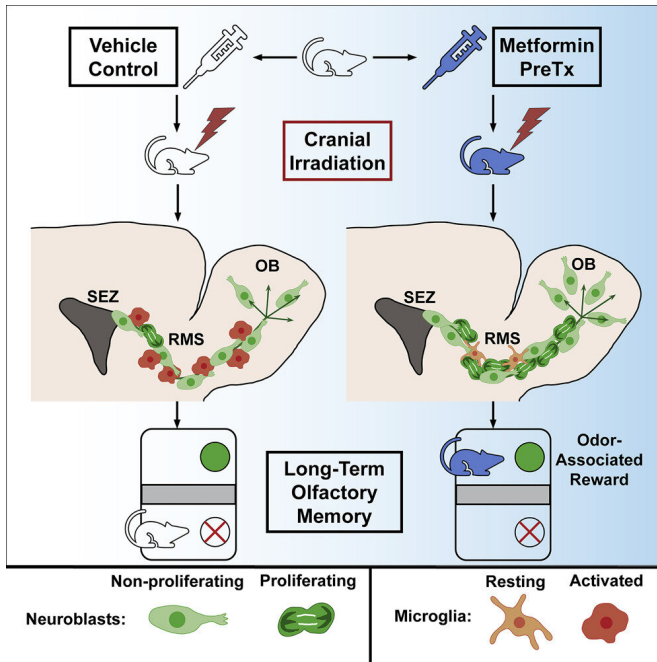 Vehicle
Control
Metformin
PreTx
Cranial
Irradiation
OB
SEZ
RMS
OB
SEZ
RMS
Long-Term
Olfactory
Memory
Odor-
Associated
Reward
Non-proliferating Proliferating
Neuroblasts:
Resting Activated
Microglia: